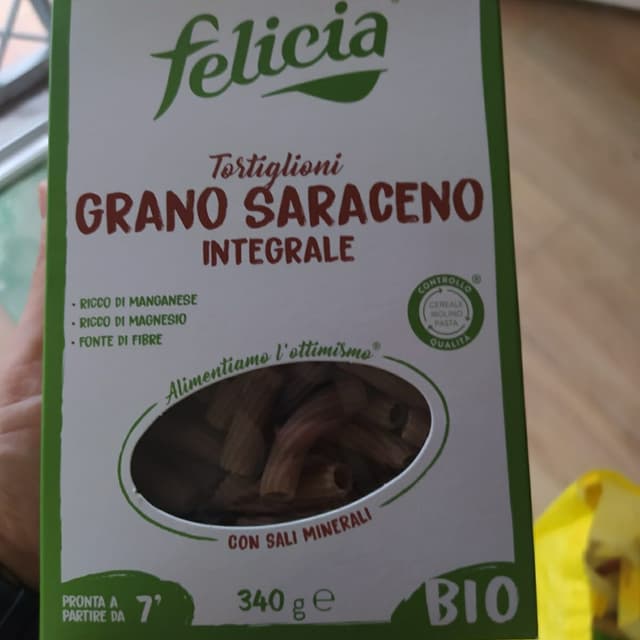 felicia
Tortiglioni
GRANO SARACENO
INTEGRALE
• RICCO DI MANGANESE
• RICCO DI MAGNESIO
• FONTE DI FIBRE
CONTROLLO
CEREALE
MOLINO
PASTA
QUALITÀ
®
Alimentiamo l'ottimismo®
CON SALI MINERALI
PRONTA A
PARTIRE DA 7'
340 g e
BIO